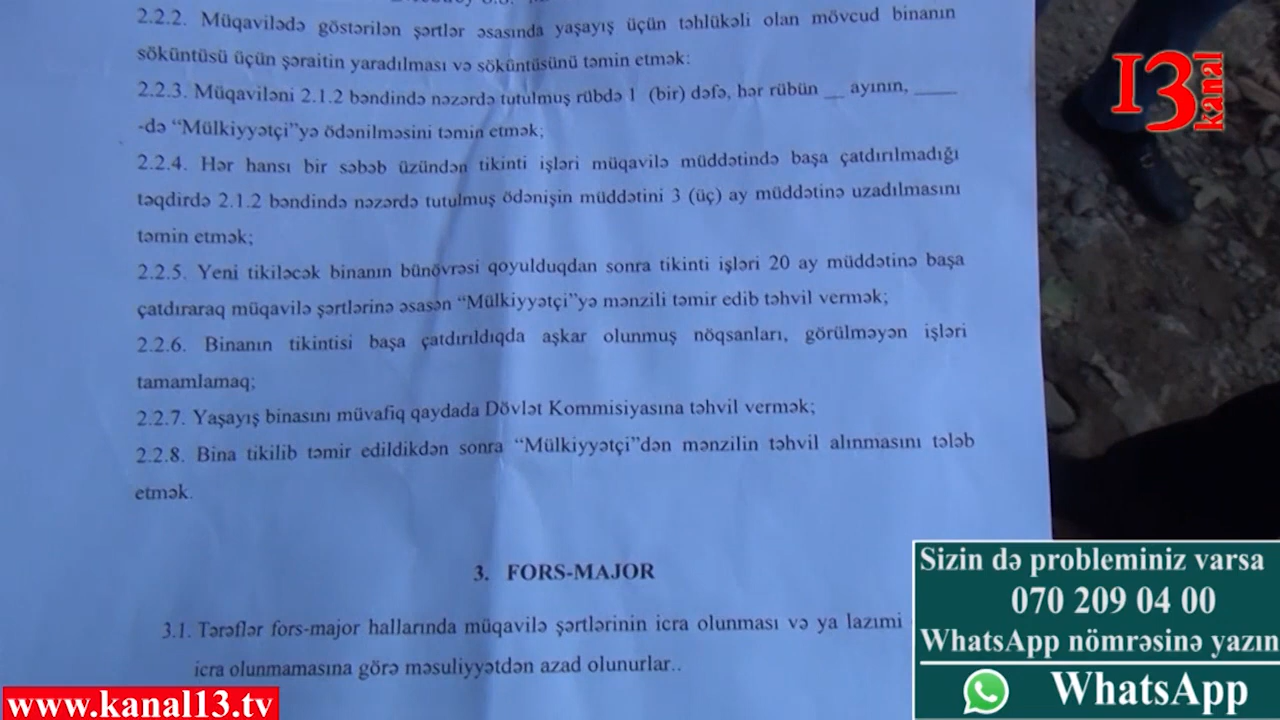 2.2.2. Müqavilədə göstərilən şərtlər əsasında yaşayış üçün təhlükəli olan mövcud binanın
söküntüsü üçün şəraitin yaradılması və söküntüsünü təmin etmək:
2.2.3. Müqaviləni 2.1.2 bəndində nəzərdə tutulmuş rübdə 1 (bir) dəfə, hər rübün __ ayının, ____
-də “Mülkiyyətçi”yə ödənilməsini təmin etmək;
2.2.4. Hər hansı bir səbəb üzündən tikinti işləri müqavilə müddətində başa çatdırılmadığı
təqdirdə 2.1.2 bəndində nəzərdə tutulmuş ödənişin müddətini 3 (üç) ay müddətinə uzadılmasını
təmin etmək;
2.2.5. Yeni tikiləcək binanın bünövrəsi qoyulduqdan sonra tikinti işləri 20 ay müddətinə başa
çatdıraraq müqavilə şərtlərinə əsasən “Mülkiyyətçi”yə mənzili təmir edib təhvil vermək;
2.2.6. Binanın tikintisi başa çatdırıldıqda aşkar olunmuş nöqsanları, görülməyən işləri
tamamlamaq;
2.2.7. Yaşayış binasını müvafiq qaydada Dövlət Kommisiyasına təhvil vermək;
2.2.8. Bina tikilib təmir edildikdən sonra “Mülkiyyətçi”dən mənzilin təhvil alınmasını tələb
etmək.
3. FORS-MAJOR
3.1. Tərəflər fors-major hallarında müqavilə şərtlərinin icra olunması və ya lazımi
icra olunmamasına görə məsuliyyətdən azad olunurlar..
13 kanal
Sizin də probleminiz varsa
070 209 04 00
WhatsApp nömrəsinə yazın
WhatsApp
www.kanal13.tv